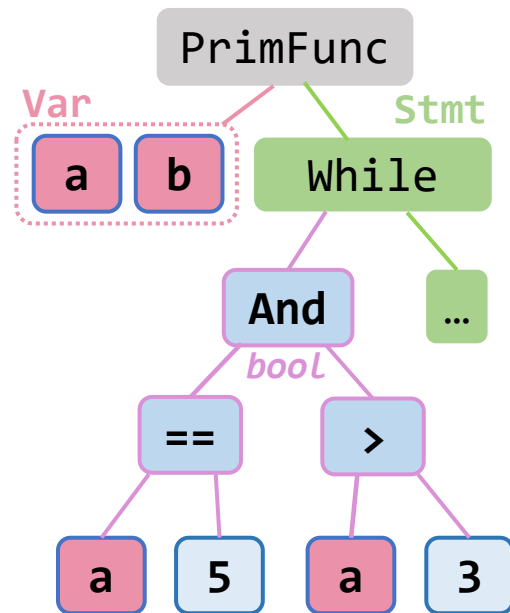 PrimFunc
Var
Stmt
a b
While
And
…
bool
==
>
a
5
a
3